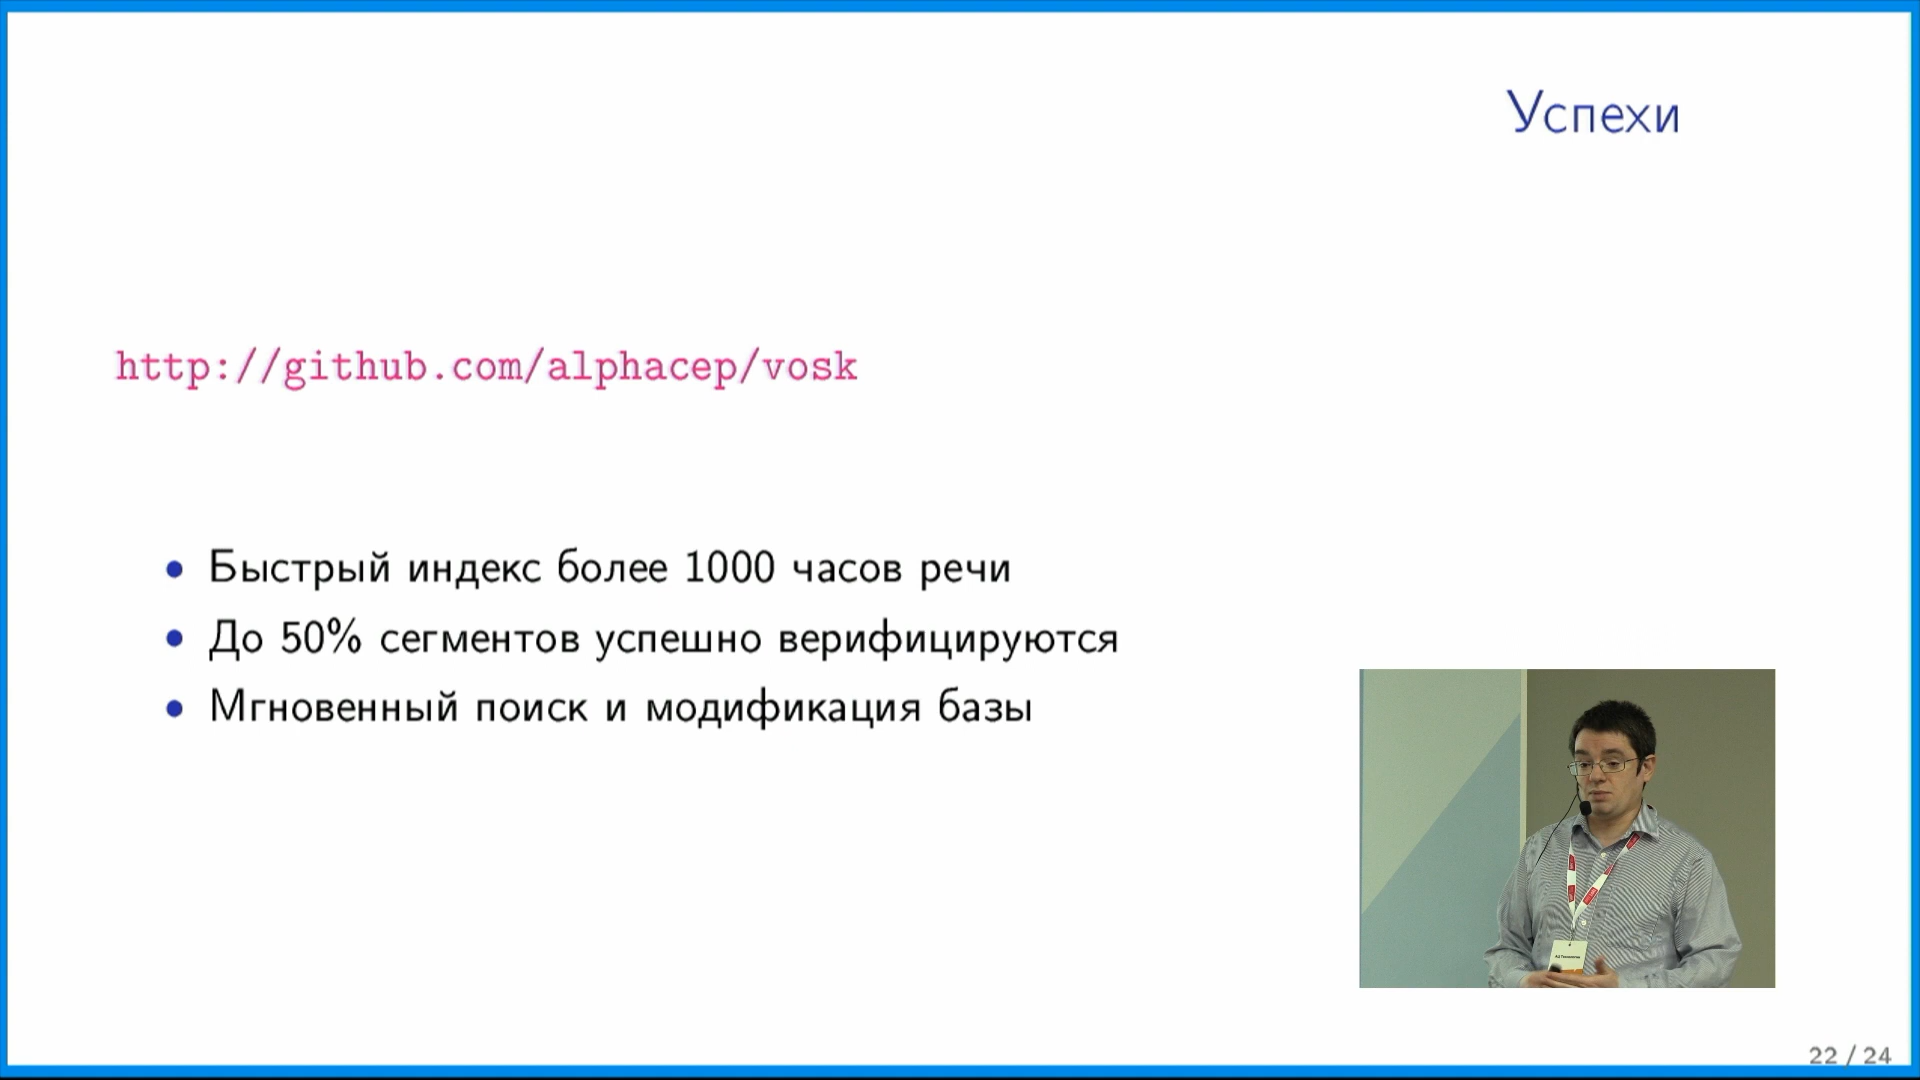 Успехи
http://github.com/alphacep/vosk
Быстрый индекс более 1000 часов речи
До 50% сегментов успешно верифицируются
Мгновенный поиск и модификация базы
22 / 24